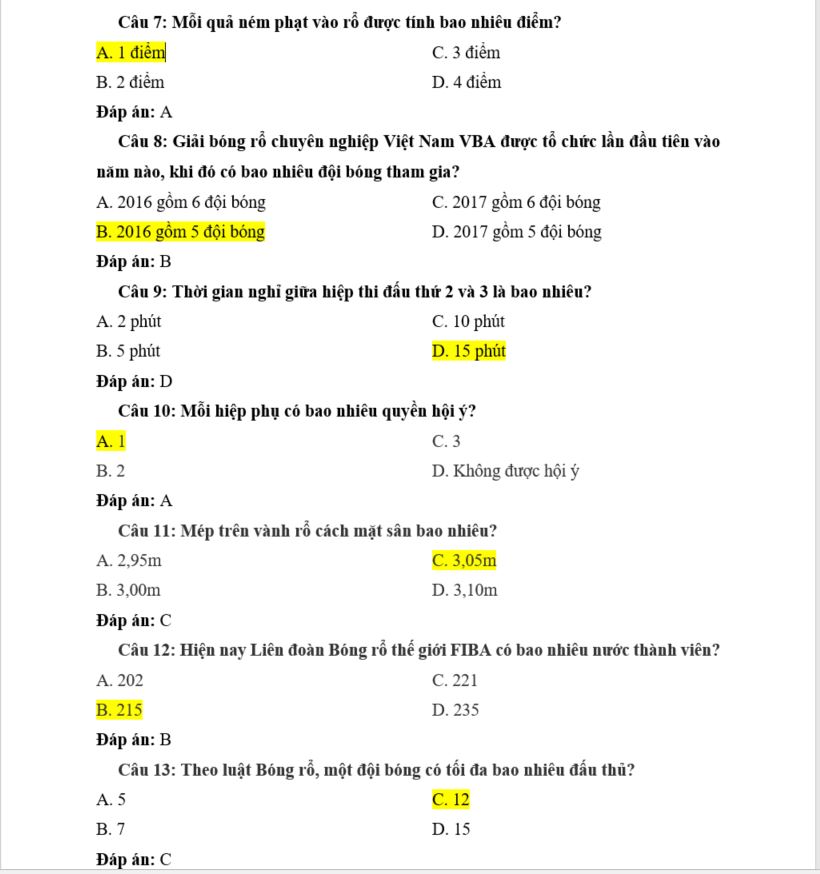 Câu 7: Mỗi quả ném phạt vào rổ được tính bao nhiêu điểm?
A. 1 điểm C. 3 điểm
B. 2 điểm D. 4 điểm
Đáp án: A
Câu 8: Giải bóng rổ chuyên nghiệp Việt Nam VBA được tổ chức lần đầu tiên vào
năm nào, khi đó có bao nhiêu đội bóng tham gia?
A. 2016 gồm 6 đội bóng C. 2017 gồm 6 đội bóng
B. 2016 gồm 5 đội bóng D. 2017 gồm 5 đội bóng
Đáp án: B
Câu 9: Thời gian nghỉ giữa hiệp thi đấu thứ 2 và 3 là bao nhiêu?
A. 2 phút C. 10 phút
B. 5 phút D. 15 phút
Đáp án: D
Câu 10: Mỗi hiệp phụ có bao nhiêu quyền hội ý?
A. 1 C. 3
B. 2 D. Không được hội ý
Đáp án: A
Câu 11: Mép trên vành rổ cách mặt sân bao nhiêu?
A. 2,95m C. 3,05m
B. 3,00m D. 3,10m
Đáp án: C
Câu 12: Hiện nay Liên đoàn Bóng rổ thế giới FIBA có bao nhiêu nước thành viên?
A. 202 C. 221
B. 215 D. 235
Đáp án: B
Câu 13: Theo luật Bóng rổ, một đội bóng có tối đa bao nhiêu đấu thủ?
A. 5 C. 12
B. 7 D. 15
Đáp án: C